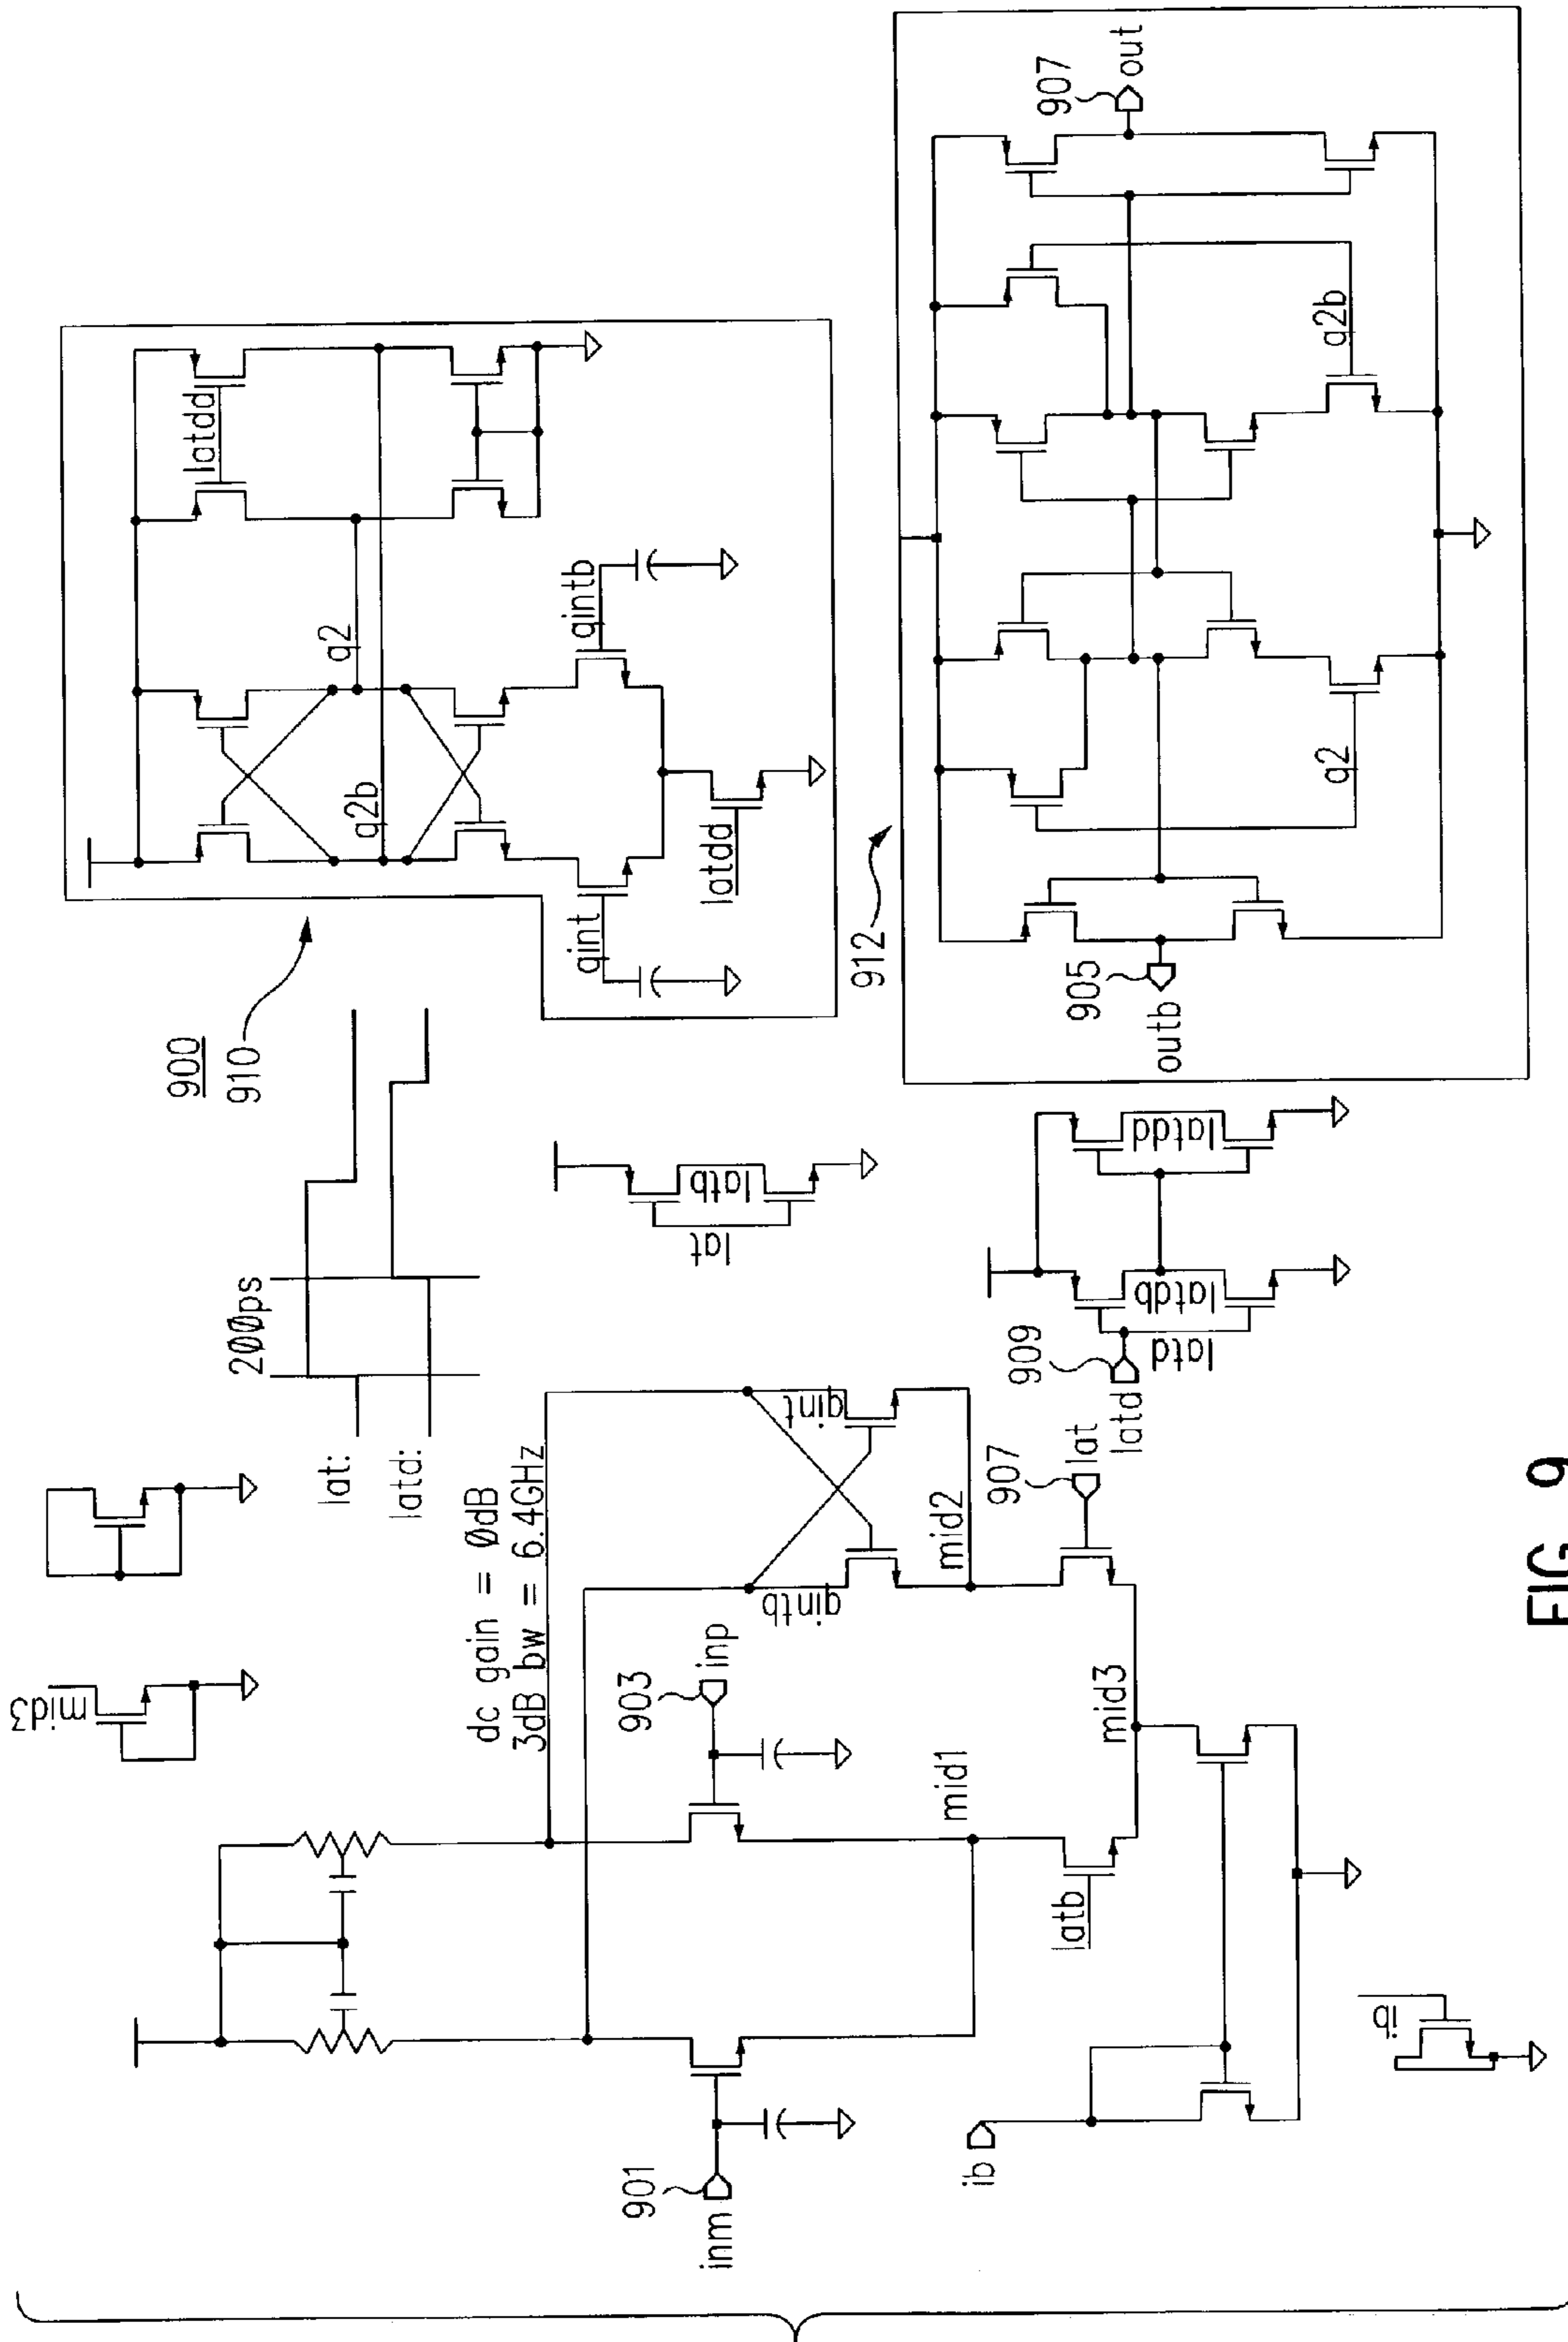 mid3
dc gain = 0dB
3dB bw = 6.4GHz
lat:
latd:
200ps
900
910
latdd
q2
q2b
qint
qintb
latdd
lat
latb
901
inm
903
inp
qintb
qint
mid1
mid2
mid3
latb
907
lat
ib
ib
909
latd
latd
latdb
latdd
912
905
outb
q2
q2b
907
out
FIG. 9